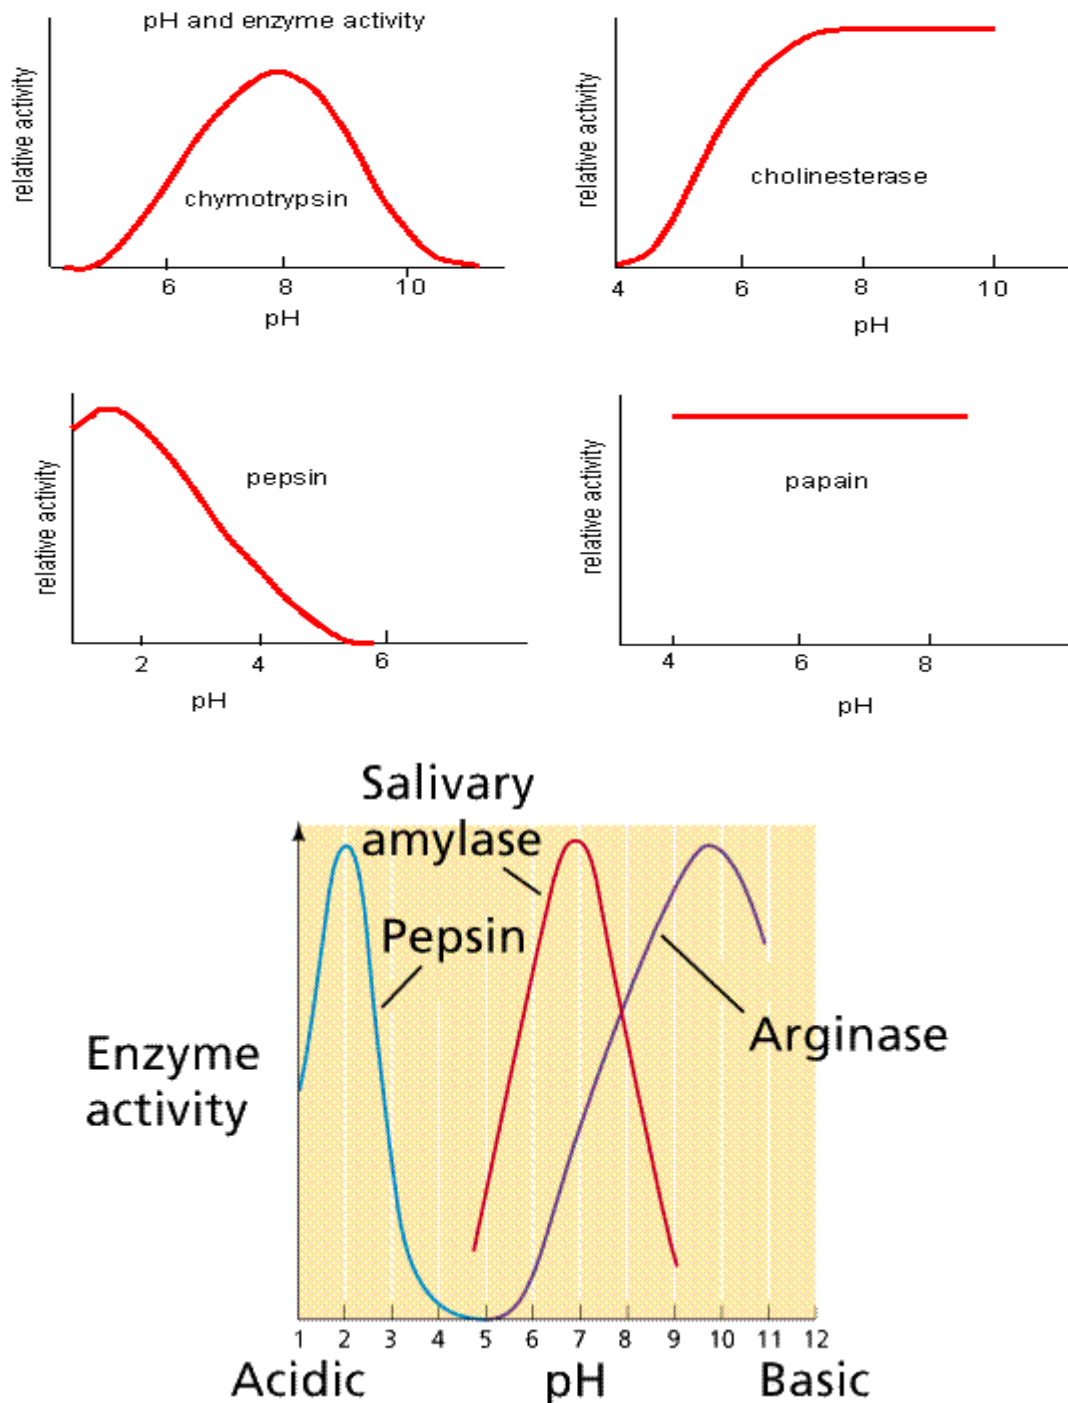 pH and enzyme activity
relative activity
chymotrypsin
6 8 10
pH
relative activity
cholinesterase
4 6 8 10
pH
relative activity
pepsin
2 4 6
pH
relative activity
papain
4 6 8
pH
Salivary
amylase
Pepsin
Arginase
Enzyme
activity
1 2 3 4 5 6 7 8 9 10 11 12
Acidic pH Basic